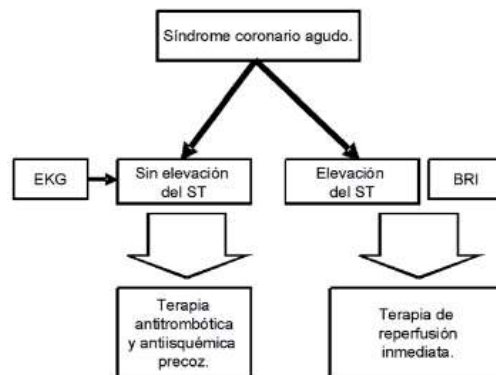 Síndrome coronario agudo.
EKG
Sin elevación
del ST
Elevación
del ST
BRI
Terapia
antitrombótica
y antiisquémica
precoz.
Terapia de
reperfusión
inmediata.